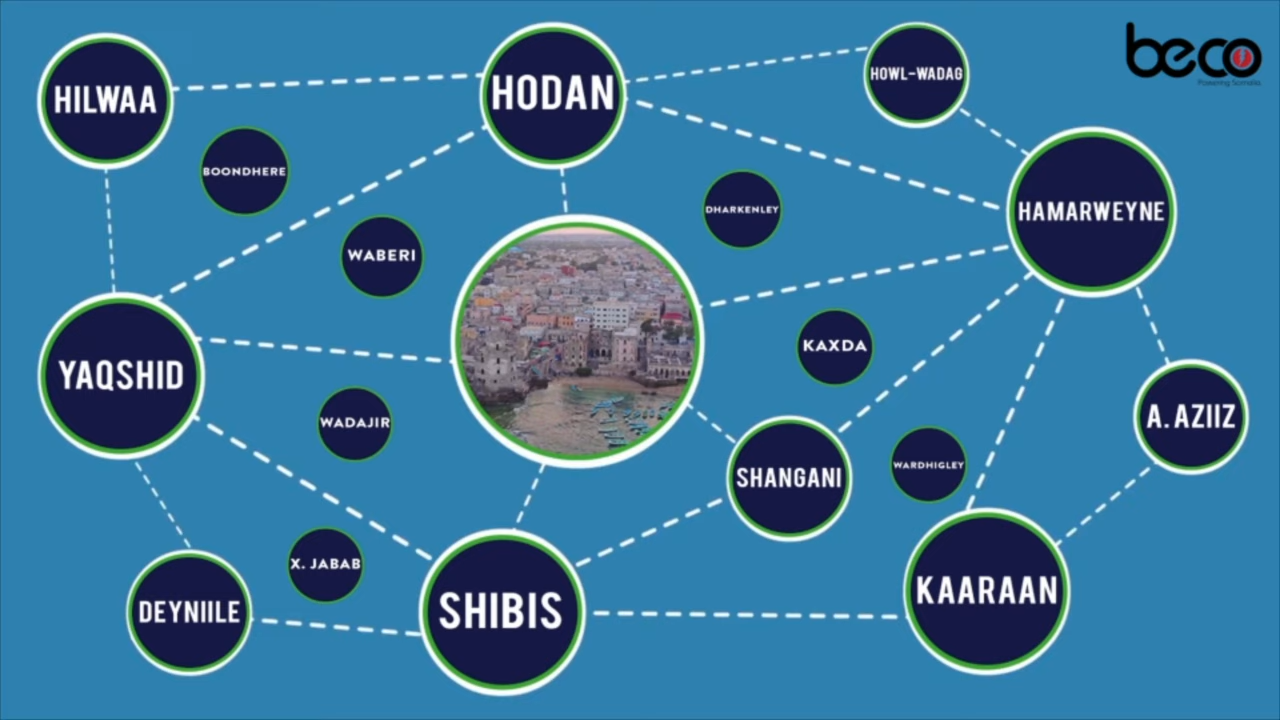 HILWAA
HODAN
HOWL-WADAG
beco
Powering Somalia
BOONDHERE
DHARKENLEY
HAMARWEYNE
WABERI
KAXDA
YAQSHID
WADAJIR
A. AZIIZ
SHANGANI
WARDHIGLEY
X. JABAB
DEYNIILE
SHIBIS
KAARAAN